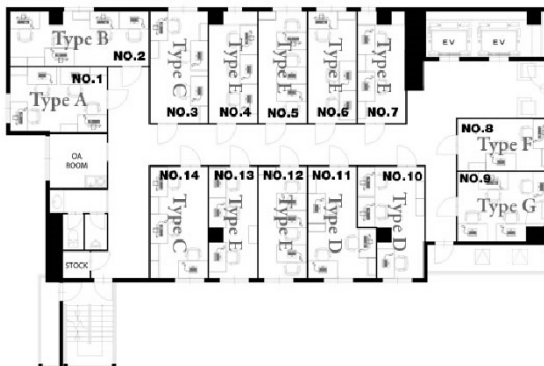 EV
EV
Type B
NO.2
NO.1
Type A
Type C
NO.3
Type E
NO.4
Type E
NO.5
Type E
NO.6
Type E
NO.7
NO.8
Type F
NO.9
Type G
OA
ROOM
NO.14
Type C
NO.13
Type E
NO.12
Type E
NO.11
Type D
NO.10
Type D
STOCK